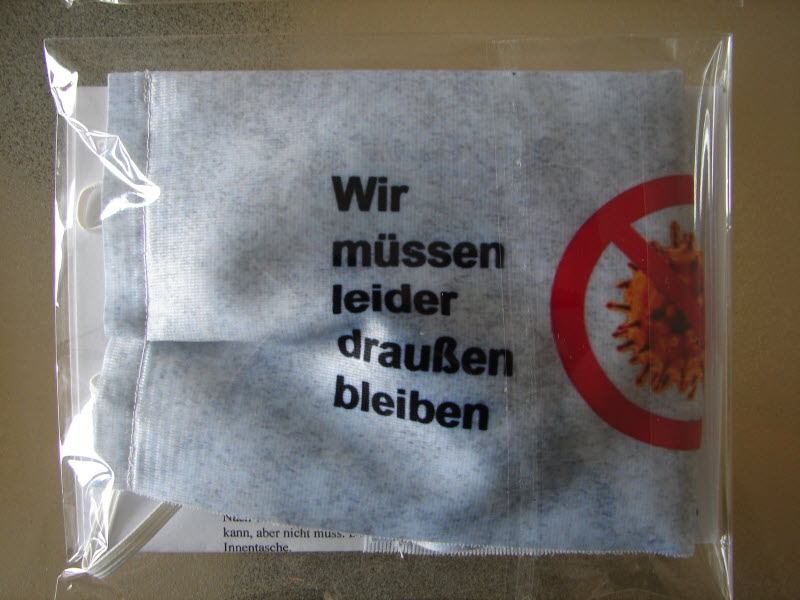 Wir
müssen
leider
draußen
bleiben
kann, aber nicht muss.
Innentasche.